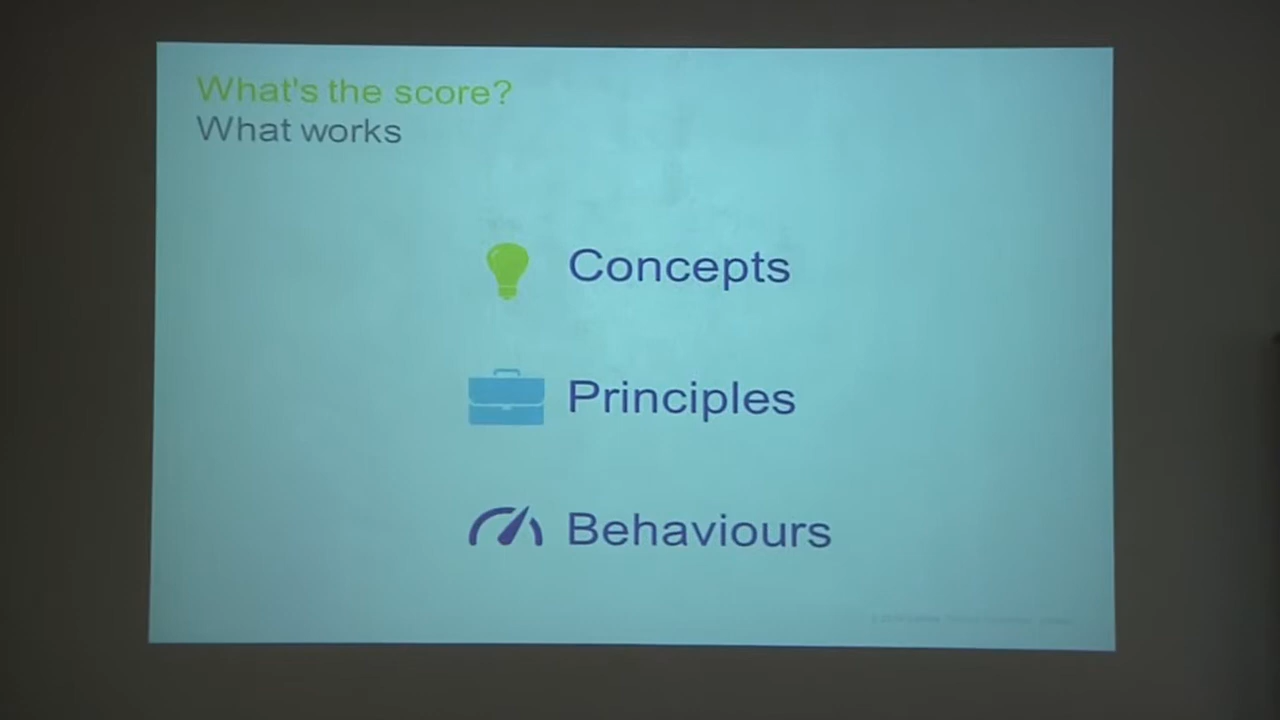 What's the score?
What works
Concepts
Principles
Behaviours